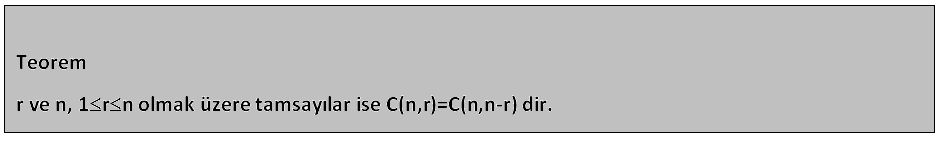 Teorem
r ve n, 1≤r≤n olmak üzere tamsayılar ise C(n,r)=C(n,n-r) dir.